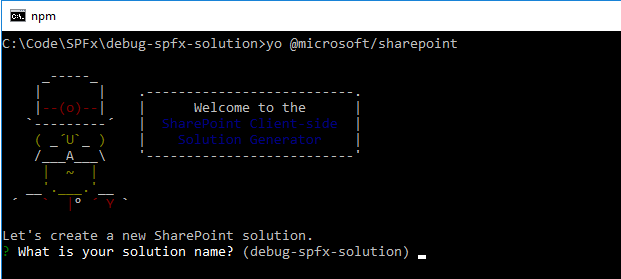 npm
C:\Code\SPFx\debug-spfx-solution>yo @microsoft/sharepoint
Welcome to the
SharePoint Client-side
Solution Generator
Let's create a new SharePoint solution.
? What is your solution name? (debug-spfx-solution)